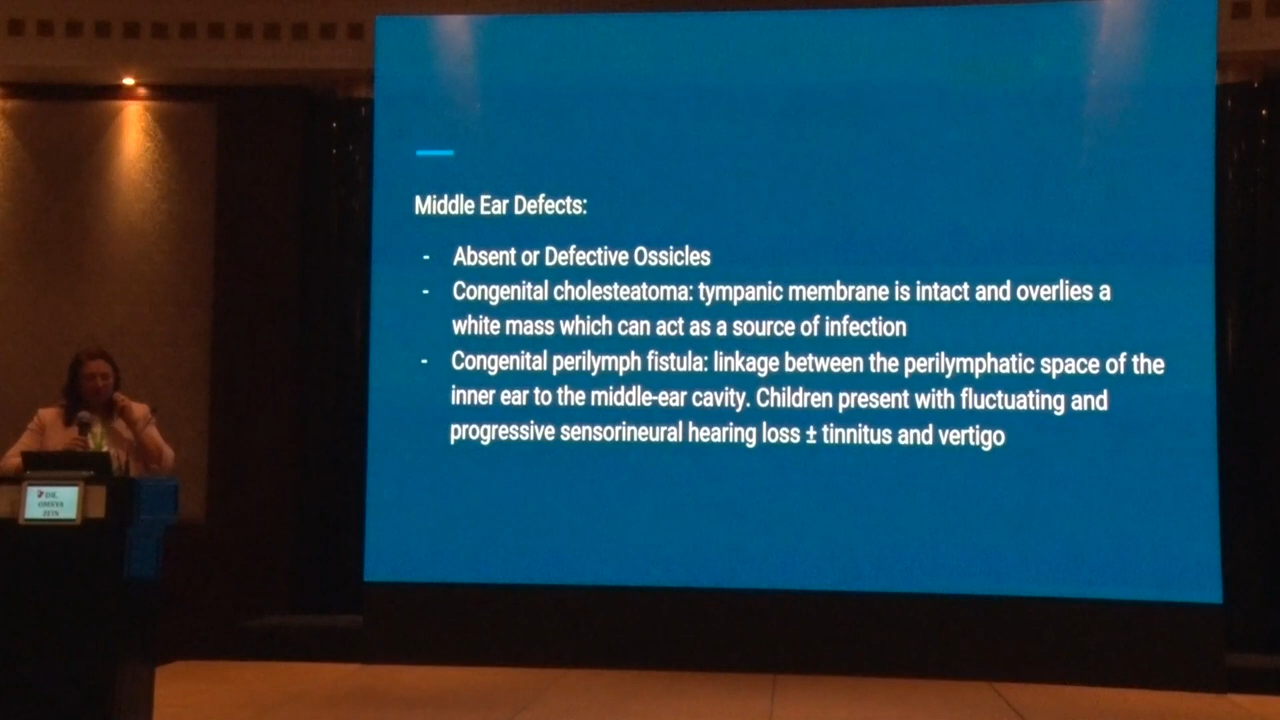 Middle Ear Defects:
- Absent or Defective Ossicles
- Congenital cholesteatoma: tympanic membrane is intact and overlies a
white mass which can act as a source of infection
- Congenital perilymph fistula: linkage between the perilymphatic space of the
inner ear to the middle-ear cavity. Children present with fluctuating and
progressive sensorineural hearing loss ± tinnitus and vertigo
DR.